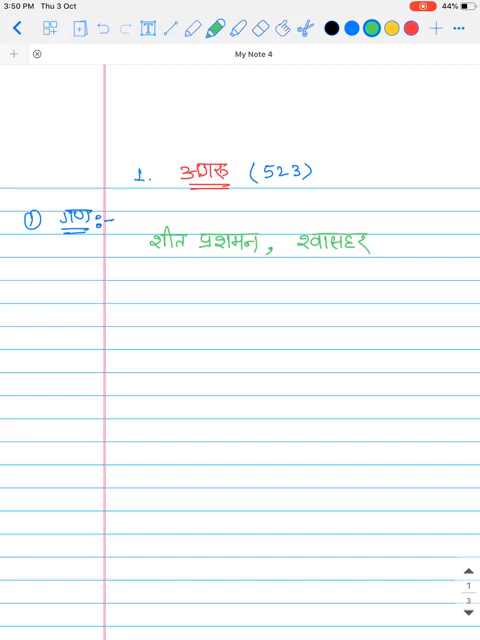 3:50 PM Thu 3 Oct 44%
My Note 4
1. अगरु (523)
① गण :-
शीत प्रशमन, श्वासहर
1
3